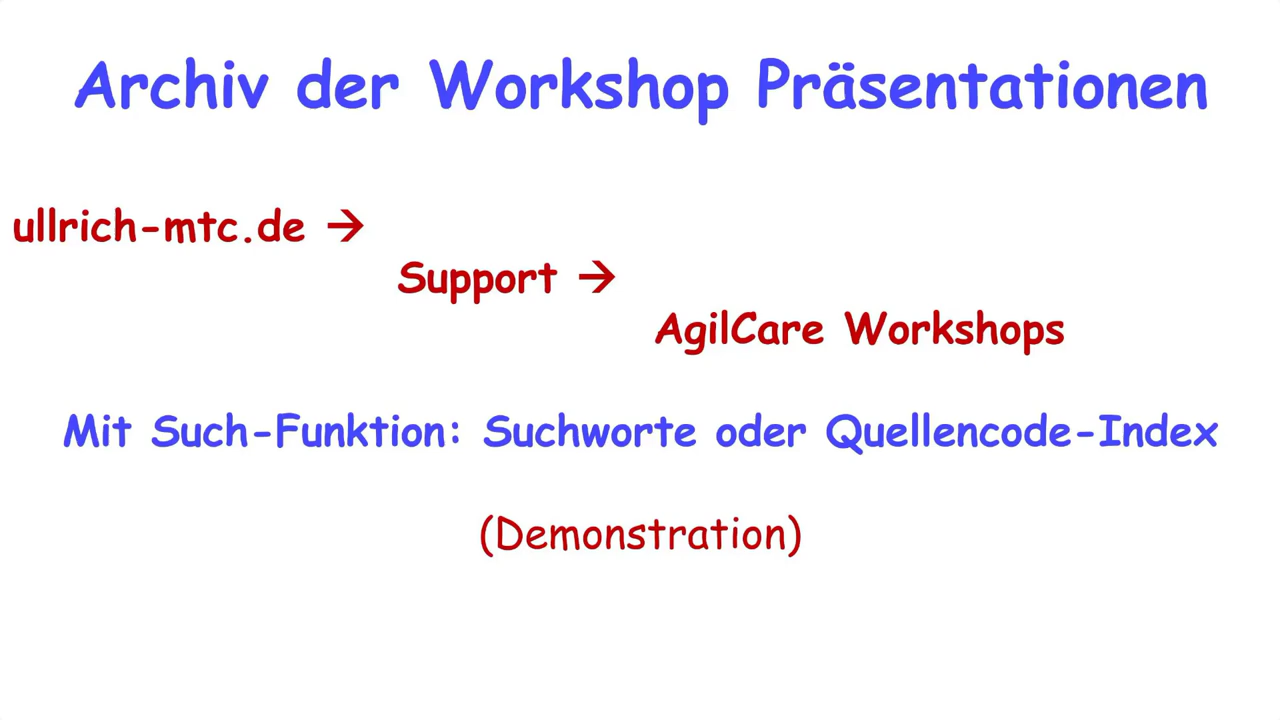 Archiv der Workshop Präsentationen
ullrich-mtc.de →
Support →
AgilCare Workshops
Mit Such-Funktion: Suchworte oder Quellencode-Index
(Demonstration)